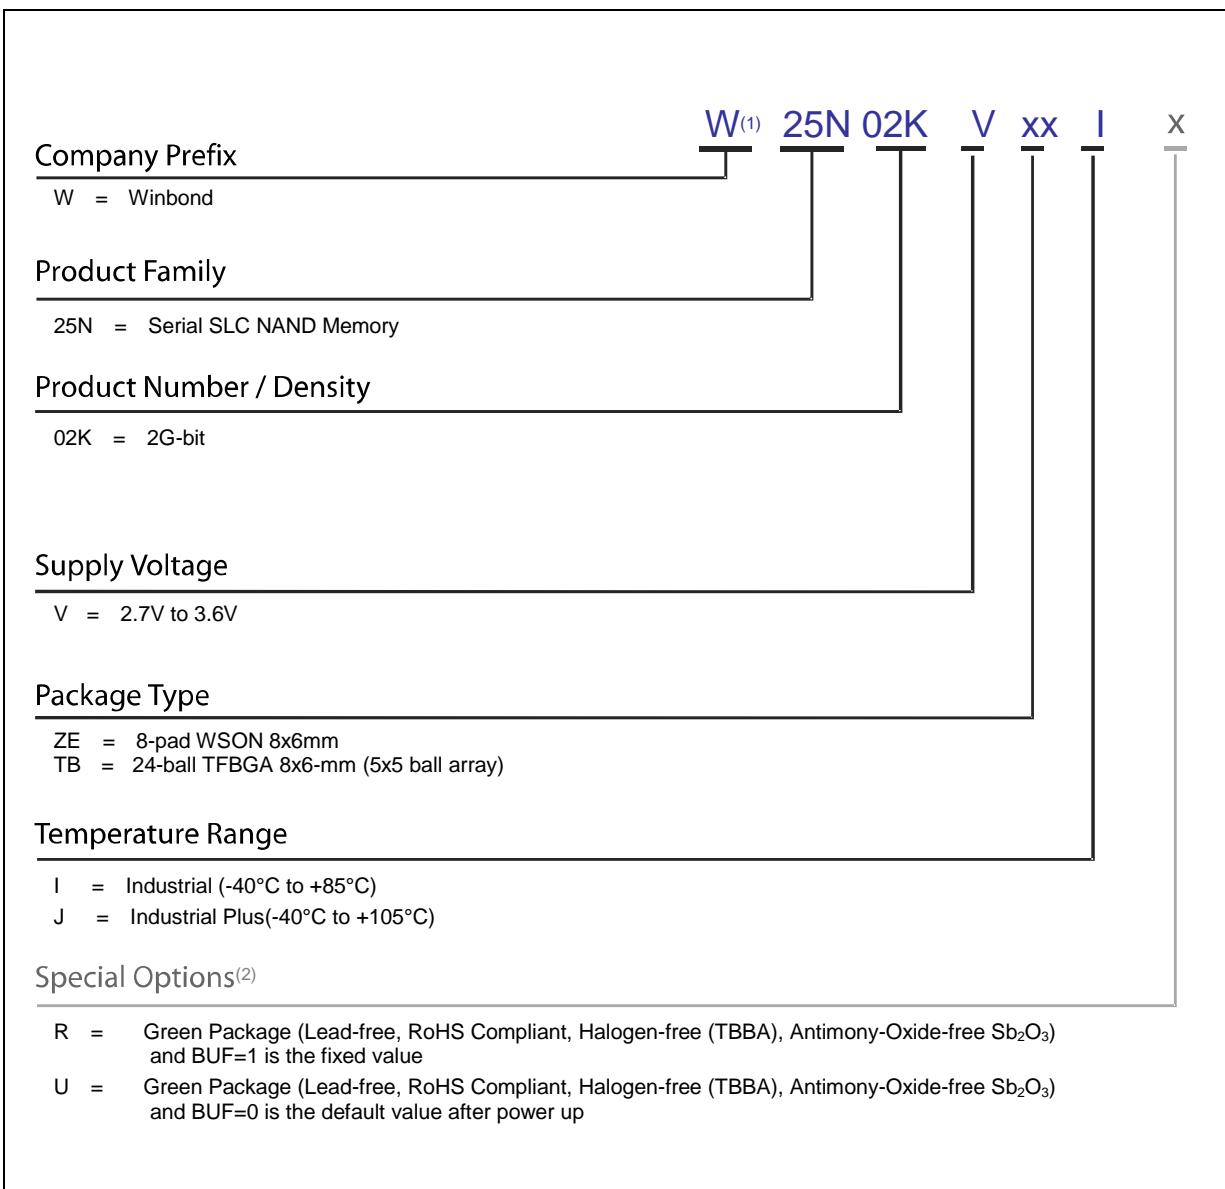 W(1) 25N 02K V xx I x
Company Prefix
W = Winbond
Product Family
25N = Serial SLC NAND Memory
Product Number / Density
02K = 2G-bit
Supply Voltage
V = 2.7V to 3.6V
Package Type
ZE = 8-pad WSON 8x6mm
TB = 24-ball TFBGA 8x6-mm (5x5 ball array)
Temperature Range
I = Industrial (-40°C to +85°C)
J = Industrial Plus(-40°C to +105°C)
Special Options(2)
R = Green Package (Lead-free, RoHS Compliant, Halogen-free (TBBA), Antimony-Oxide-free Sb₂O₃)
and BUF=1 is the fixed value
U = Green Package (Lead-free, RoHS Compliant, Halogen-free (TBBA), Antimony-Oxide-free Sb₂O₃)
and BUF=0 is the default value after power up